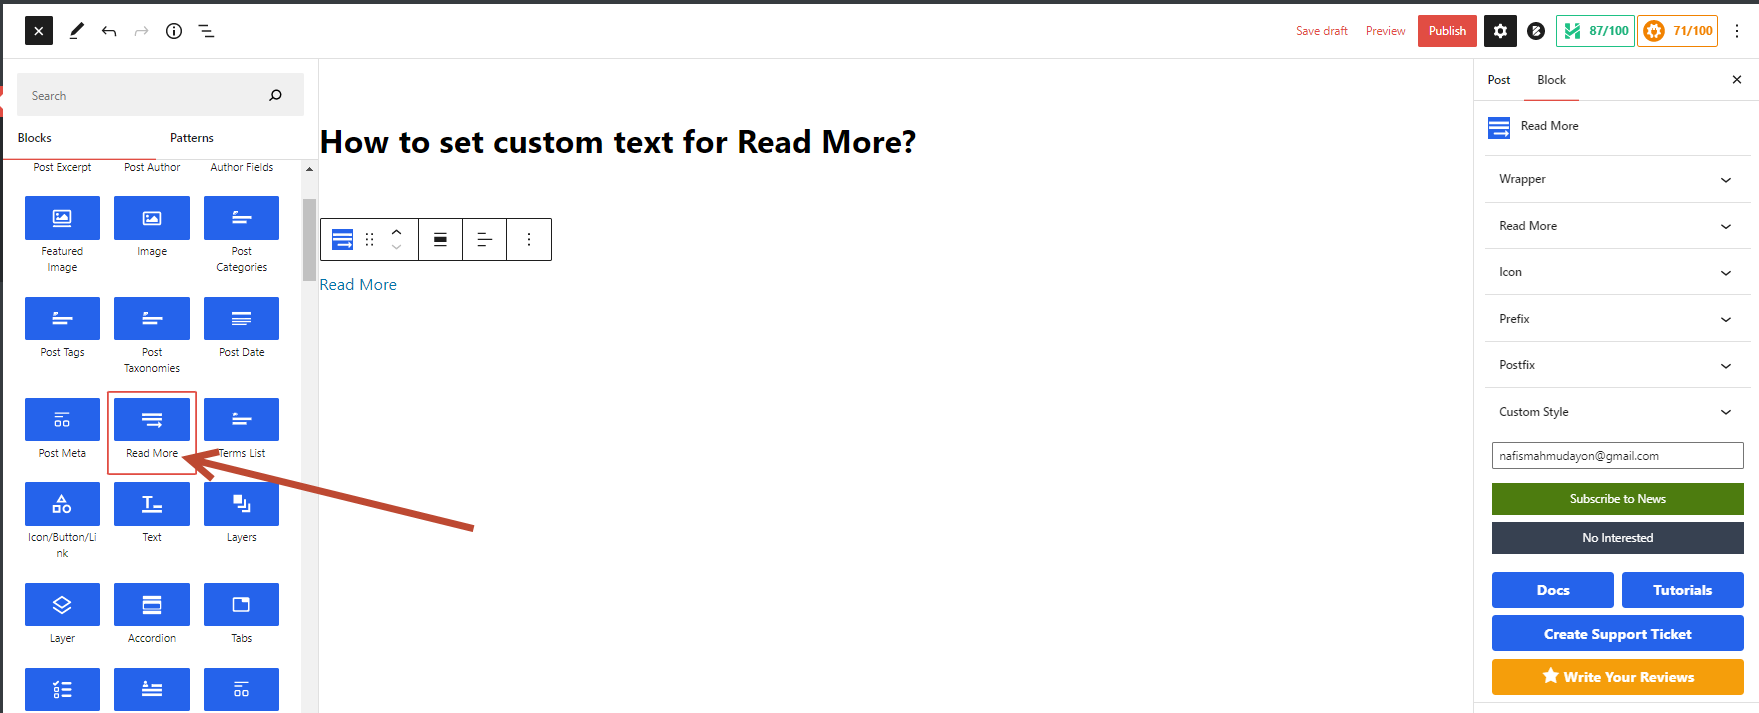 Save draft
Preview
Publish
87/100
71/100
Search
Blocks
Patterns
Post Excerpt
Post Author
Author Fields
Featured
Image
Image
Post
Categories
Post Tags
Post
Taxonomies
Post Date
Post Meta
Read More
Terms List
Icon/Button/Li
nk
Text
Layers
Layer
Accordion
Tabs
How to set custom text for Read More?
Read More
Post
Block
Read More
Wrapper
Read More
Icon
Prefix
Postfix
Custom Style
nafismahmudayon@gmail.com
Subscribe to News
No Interested
Docs
Tutorials
Create Support Ticket
Write Your Reviews